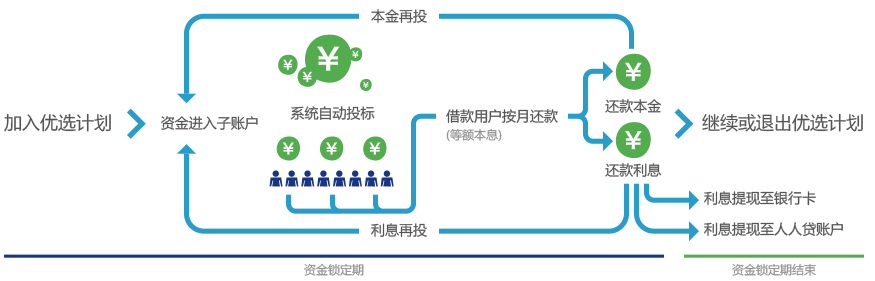 本金再投
加入优选计划
资金进入子账户
系统自动投标
借款用户按月还款
(等额本息)
还款本金
还款利息
继续或退出优选计划
利息提现至银行卡
利息提现至人人贷账户
利息再投
资金锁定期
资金锁定期结束
¥
¥
¥
¥
¥
¥
¥
¥
¥
¥